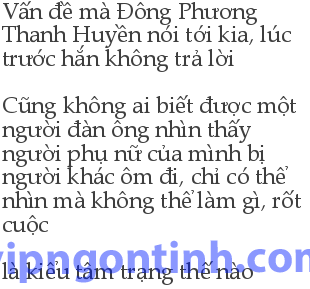 Vấn đề mà Đông Phương
Thanh Huyền nói tới kia, lúc
trước hắn không trả lời
Cũng không ai biết được một
người đàn ông nhìn thấy
người phụ nữ của mình bị
người khác ôm đi, chỉ có thể
nhìn mà không thể làm gì, rốt
cuộc
vipngontinh.com
là kiểu tâm trạng thế nào